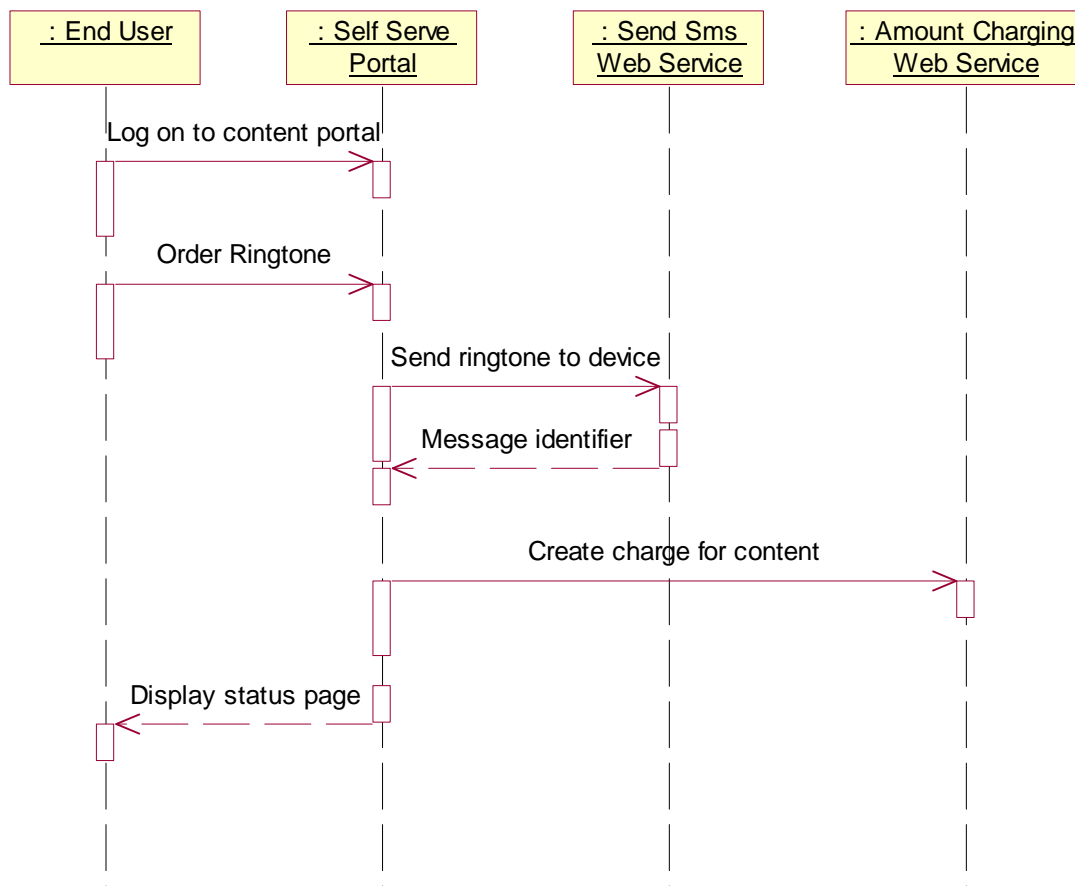 : End User
: Self Serve
Portal
: Send Sms
Web Service
: Amount Charging
Web Service
Log on to content portal
Order Ringtone
Send ringtone to device
Message identifier
Create charge for content
Display status page